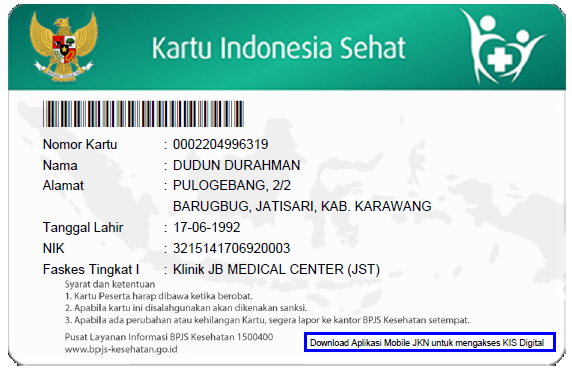 Kartu Indonesia Sehat
Nomor Kartu : 0002204996319
Nama : DUDUN DURAHMAN
Alamat : PULOGEBANG, 2/2
BARUGBUG, JATISARI, KAB. KARAWANG
Tanggal Lahir : 17-06-1992
NIK : 3215141706920003
Faskes Tingkat I : Klinik JB MEDICAL CENTER (JST)
Syarat dan ketentuan
1. Kartu Peserta harap dibawa ketika berobat.
2. Apabila kartu ini disalahgunakan akan dikenakan sanksi.
3. Apabila ada perubahan atau kehilangan Kartu, segera lapor ke kantor BPJS Kesehatan setempat.
Pusat Layanan Informasi BPJS Kesehatan 1500400
www.bpjs-kesehatan.go.id
Download Aplikasi Mobile JKN untuk mengakses KIS Digital